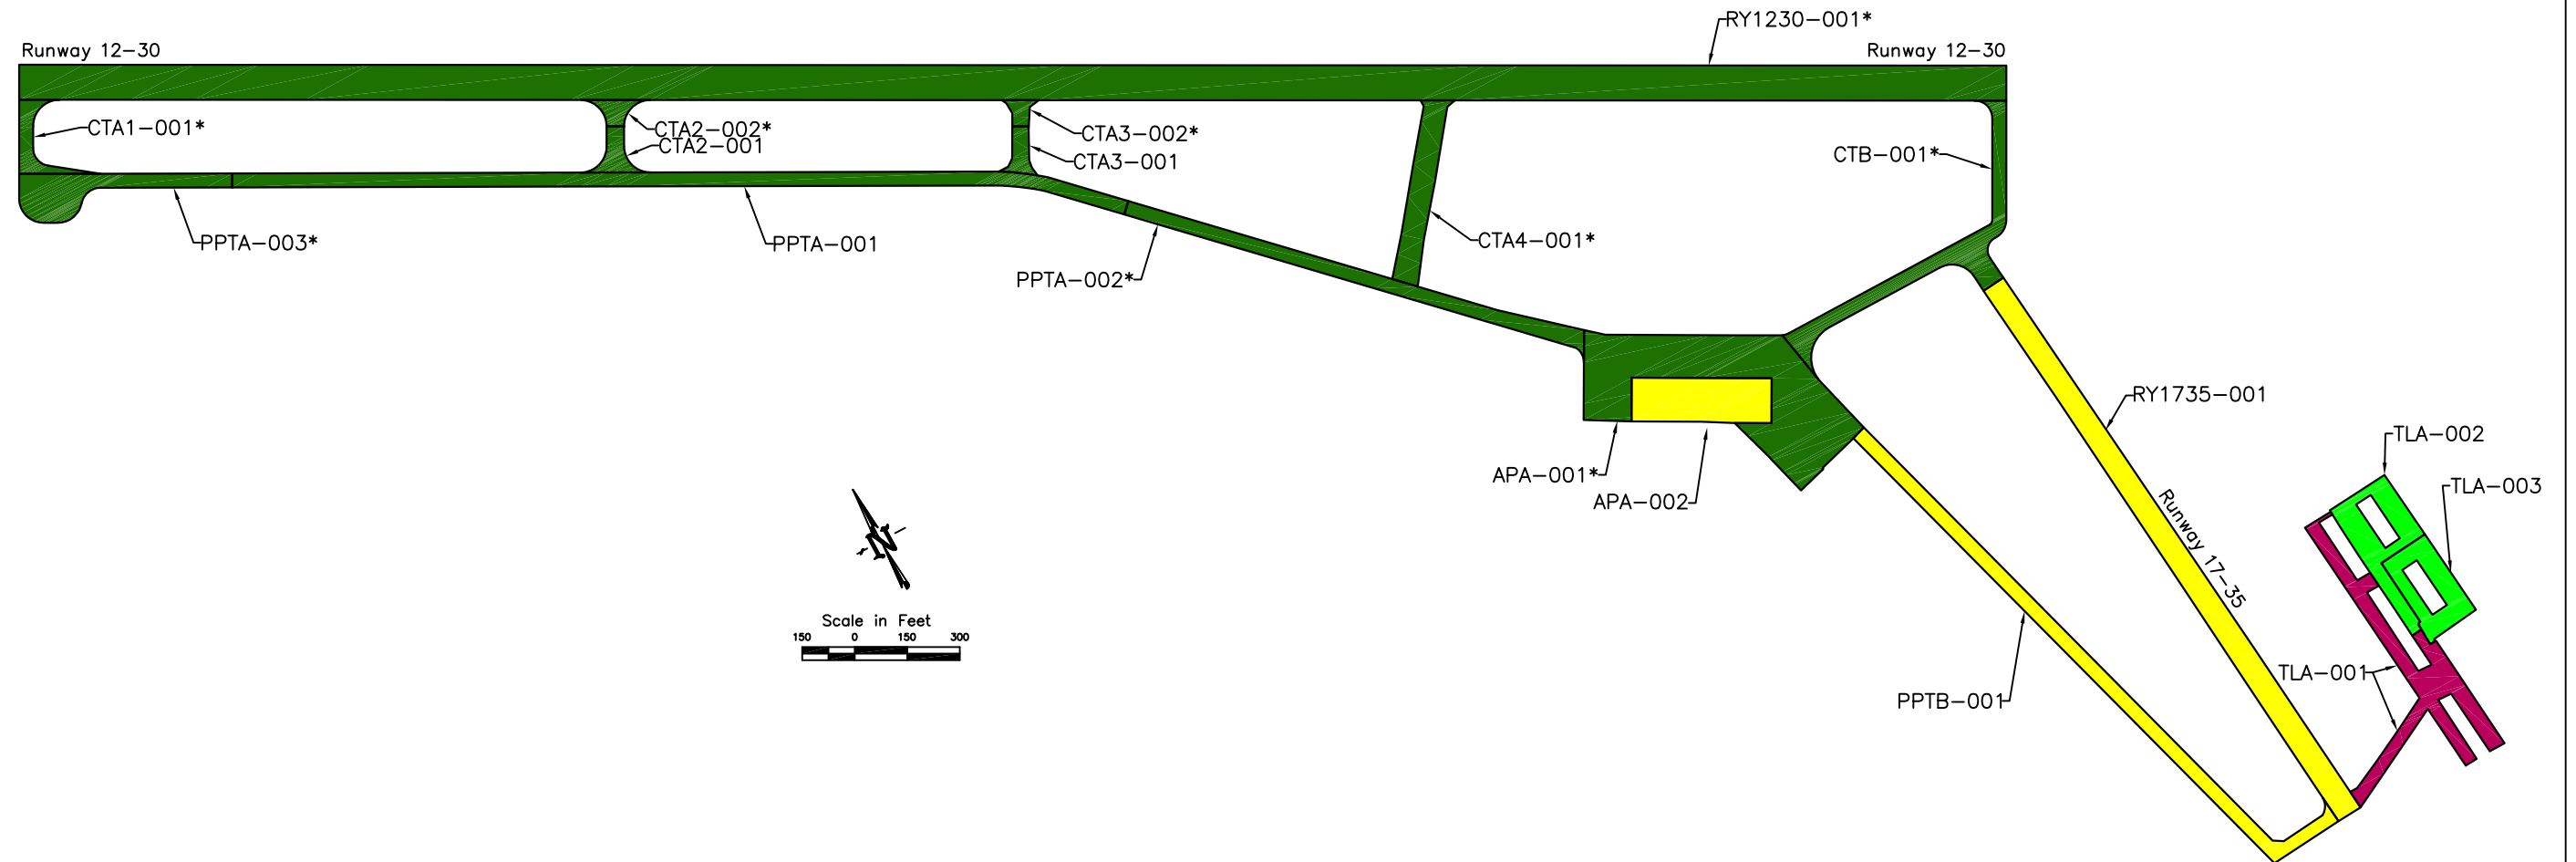 RY1230-001*
Runway 12-30
Runway 12-30
CTA1-001*
CTA2-002*
CTA2-001
CTA3-002*
CTA3-001
CTB-001*
PPTA-003*
PPTA-001
CTA4-001*
PPTA-002*
RY1735-001
TLA-002
APA-001*
TLA-003
APA-002
Runway 17-35
N
Scale in Feet
150 0 150 300
TLA-001
PPTB-001